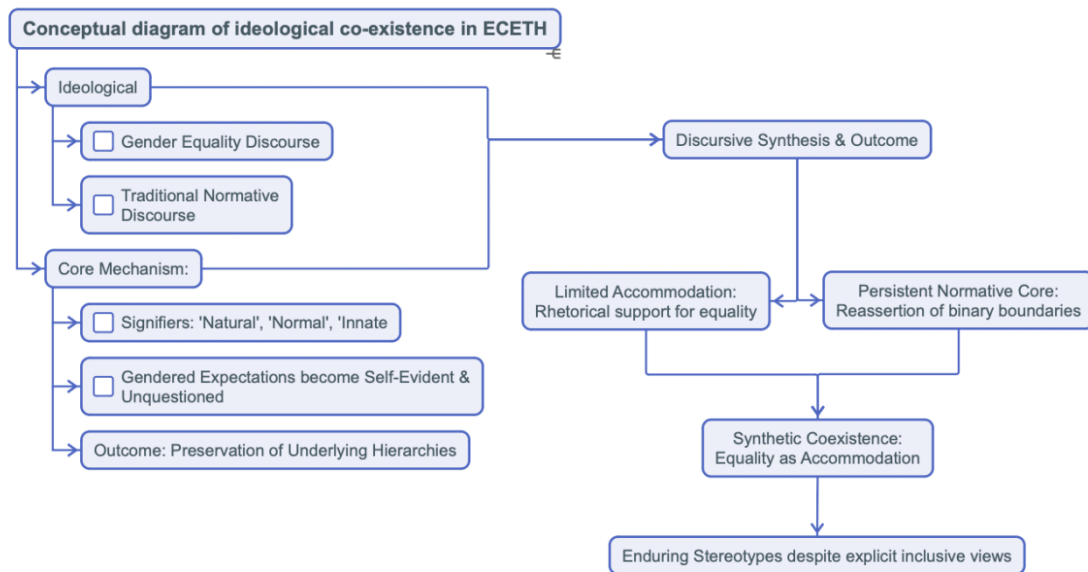 Conceptual diagram of ideological co-existence in ECETH
Ideological
Gender Equality Discourse
Traditional Normative
Discourse
Core Mechanism:
Signifiers: 'Natural', 'Normal', 'Innate
Gendered Expectations become Self-Evident &
Unquestioned
Outcome: Preservation of Underlying Hierarchies
Discursive Synthesis & Outcome
Limited Accommodation:
Rhetorical support for equality
Persistent Normative Core:
Reassertion of binary boundaries
Synthetic Coexistence:
Equality as Accommodation
Enduring Stereotypes despite explicit inclusive views